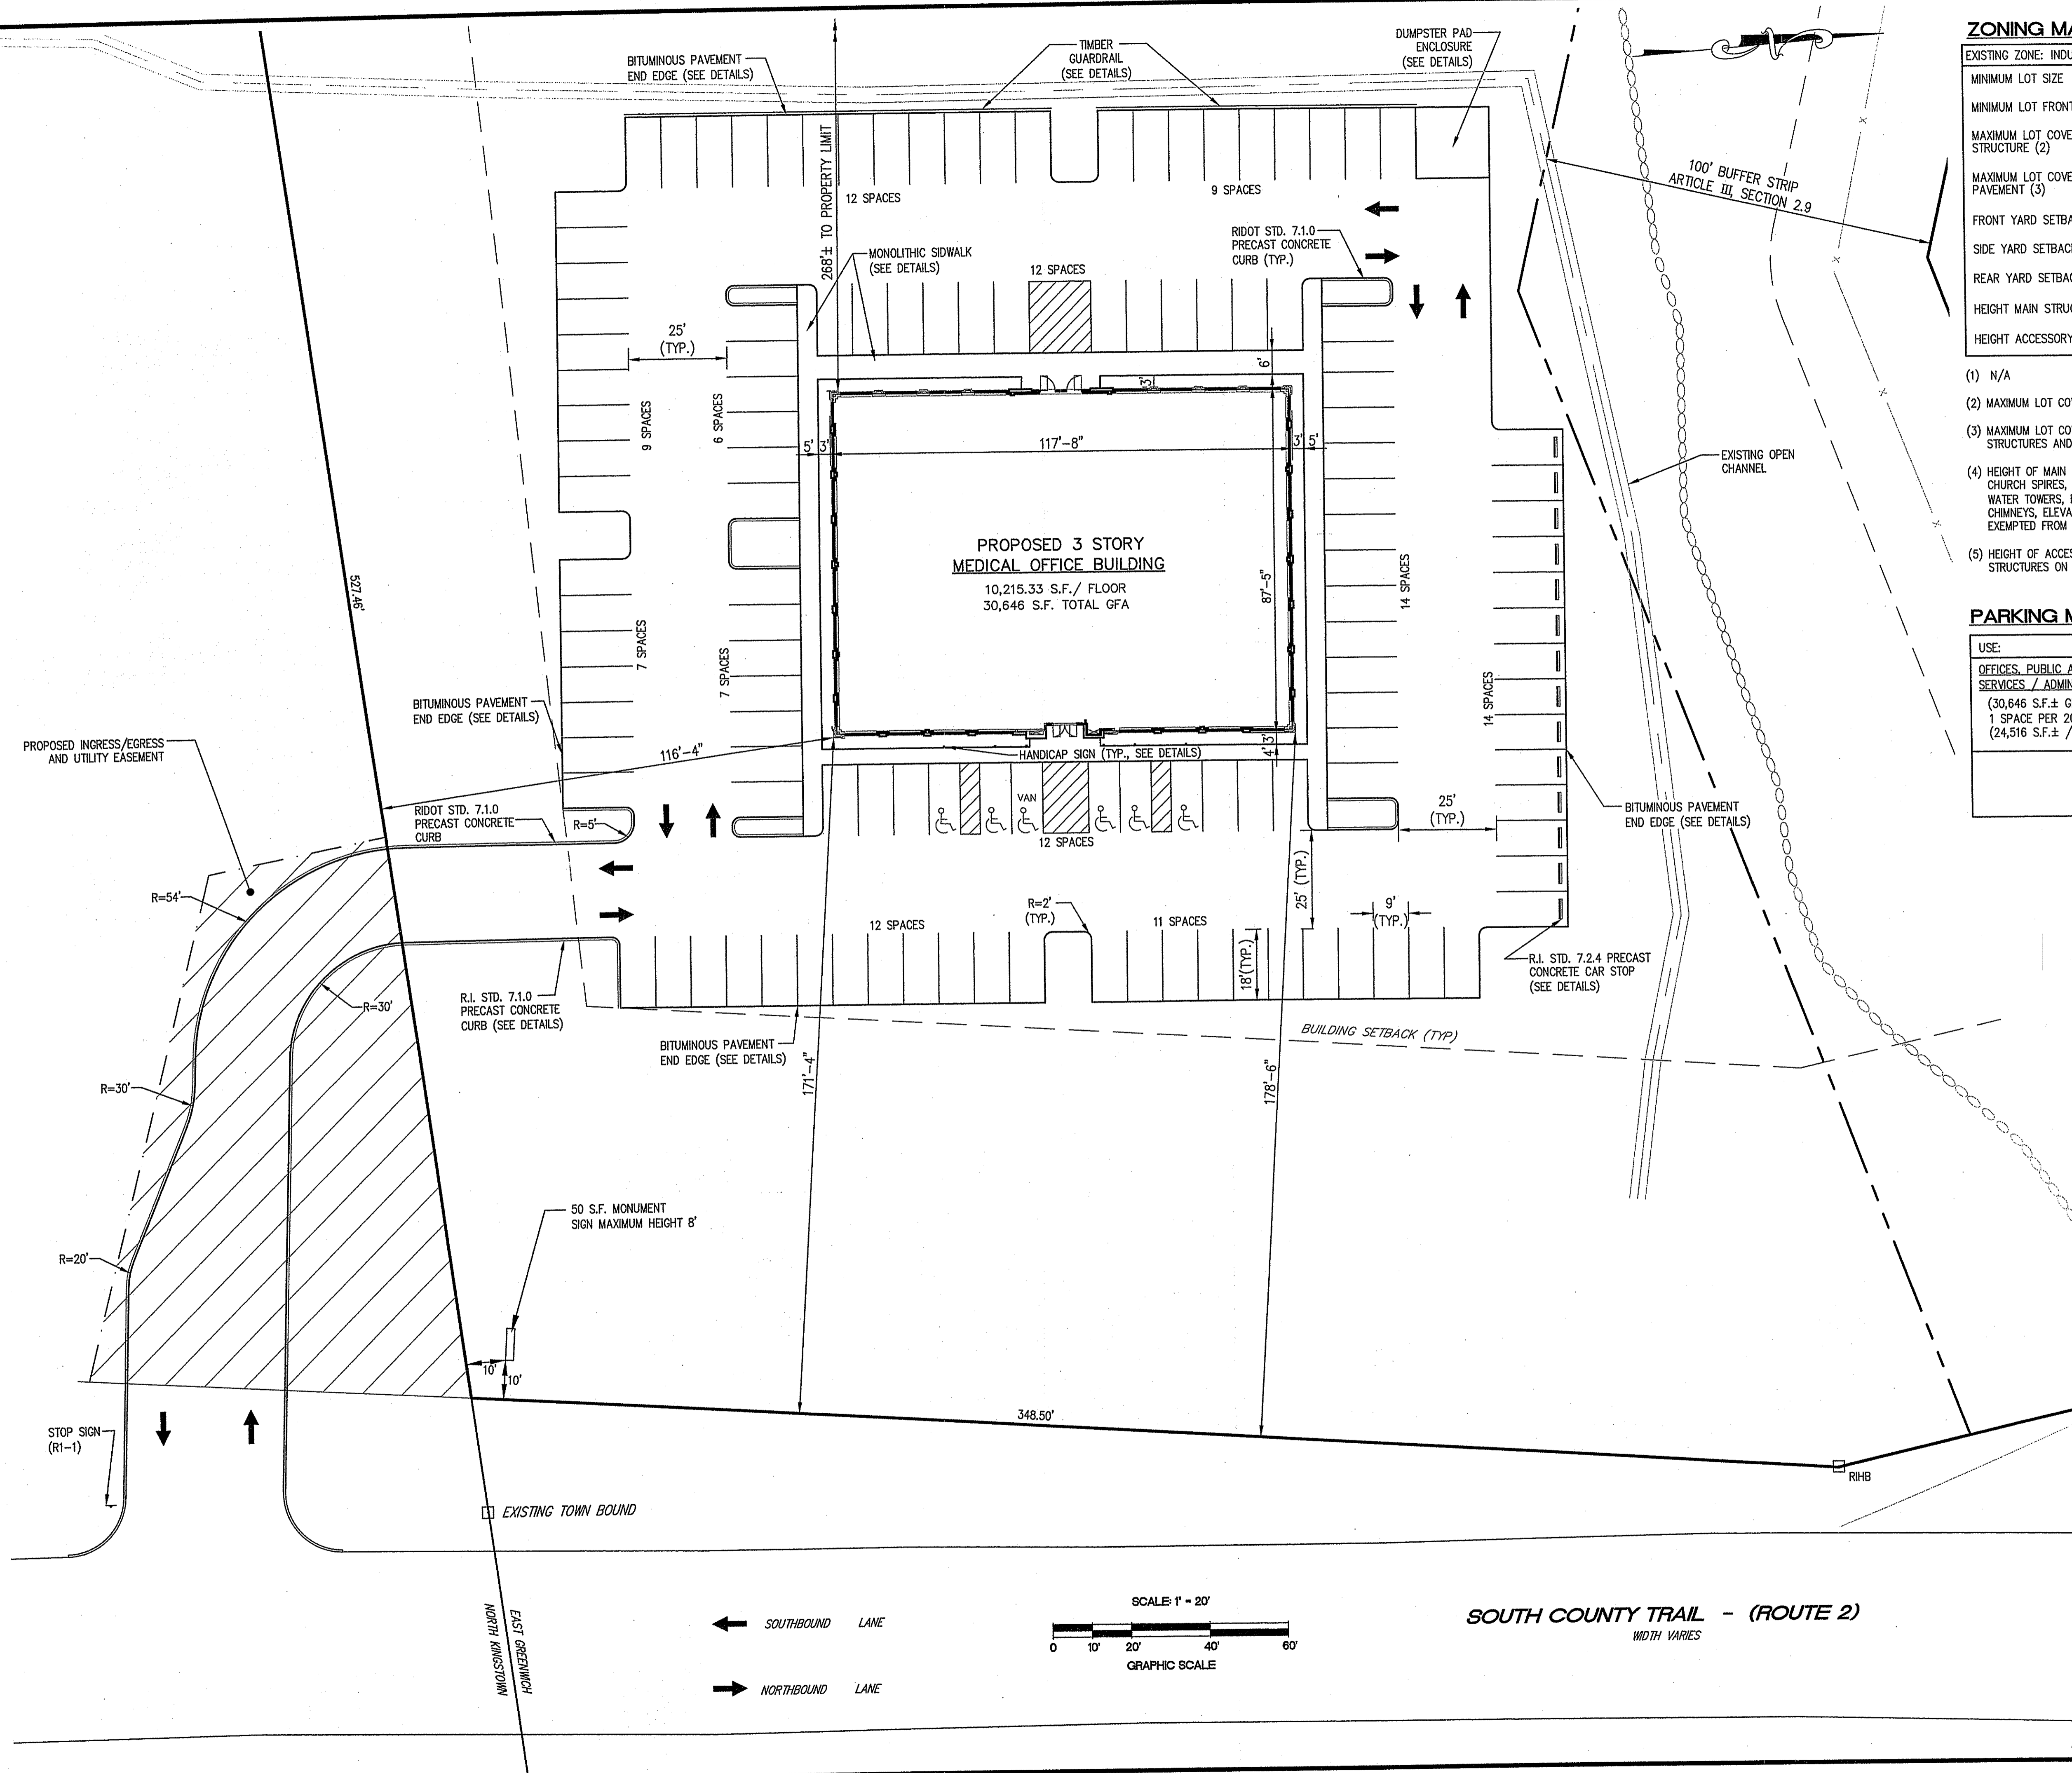 BITUMINOUS PAVEMENT
END EDGE (SEE DETAILS)
TIMBER
GUARDRAIL
(SEE DETAILS)
DUMPSTER PAD
ENCLOSURE
(SEE DETAILS)
268'± TO PROPERTY LIMIT
12 SPACES
9 SPACES
100' BUFFER STRIP
ARTICLE III, SECTION 2.9
MONOLITHIC SIDWALK
(SEE DETAILS)
12 SPACES
RIDOT STD. 7.1.0
PRECAST CONCRETE
CURB (TYP.)
25'
(TYP.)
6'
3'
9 SPACES
6 SPACES
5'
3'
117'-8"
3'
5'
EXISTING OPEN
CHANNEL
PROPOSED 3 STORY
MEDICAL OFFICE BUILDING
10,215.33 S.F./ FLOOR
30,646 S.F. TOTAL GFA
87'-5"
14 SPACES
527.46'
7 SPACES
7 SPACES
14 SPACES
BITUMINOUS PAVEMENT
END EDGE (SEE DETAILS)
PROPOSED INGRESS/EGRESS
AND UTILITY EASEMENT
116'-4"
HANDICAP SIGN (TYP., SEE DETAILS)
3'
4'
RIDOT STD. 7.1.0
PRECAST CONCRETE
CURB
R=5'
VAN
12 SPACES
25'
(TYP.)
BITUMINOUS PAVEMENT
END EDGE (SEE DETAILS)
25' (TYP.)
R=54'
R=2'
(TYP.)
12 SPACES
11 SPACES
9'
(TYP.)
18'(TYP.)
R.I. STD. 7.2.4 PRECAST
CONCRETE CAR STOP
(SEE DETAILS)
R=30'
R.I. STD. 7.1.0
PRECAST CONCRETE
CURB (SEE DETAILS)
BITUMINOUS PAVEMENT
END EDGE (SEE DETAILS)
BUILDING SETBACK (TYP)
171'-4"
178'-6"
R=30'
50 S.F. MONUMENT
SIGN MAXIMUM HEIGHT 8'
R=20'
10'
10'
348.50'
STOP SIGN
(R1-1)
RIHB
EXISTING TOWN BOUND
EAST GREENWICH
NORTH KINGSTOWN
SOUTHBOUND LANE
NORTHBOUND LANE
SCALE: 1" = 20'
0 10' 20' 40' 60'
GRAPHIC SCALE
SOUTH COUNTY TRAIL - (ROUTE 2)
WIDTH VARIES
ZONING MA
EXISTING ZONE: INDU
MINIMUM LOT SIZE
MINIMUM LOT FRONT
MAXIMUM LOT COVE
STRUCTURE (2)
MAXIMUM LOT COVE
PAVEMENT (3)
FRONT YARD SETBA
SIDE YARD SETBACK
REAR YARD SETBAC
HEIGHT MAIN STRUC
HEIGHT ACCESSORY
(1) N/A
(2) MAXIMUM LOT CO
(3) MAXIMUM LOT CO
STRUCTURES AND
(4) HEIGHT OF MAIN
CHURCH SPIRES,
WATER TOWERS,
CHIMNEYS, ELEVA
EXEMPTED FROM
(5) HEIGHT OF ACCES
STRUCTURES ON
PARKING M
USE:
OFFICES, PUBLIC A
SERVICES / ADMIN
(30,646 S.F.± G
1 SPACE PER 20
(24,516 S.F.± /